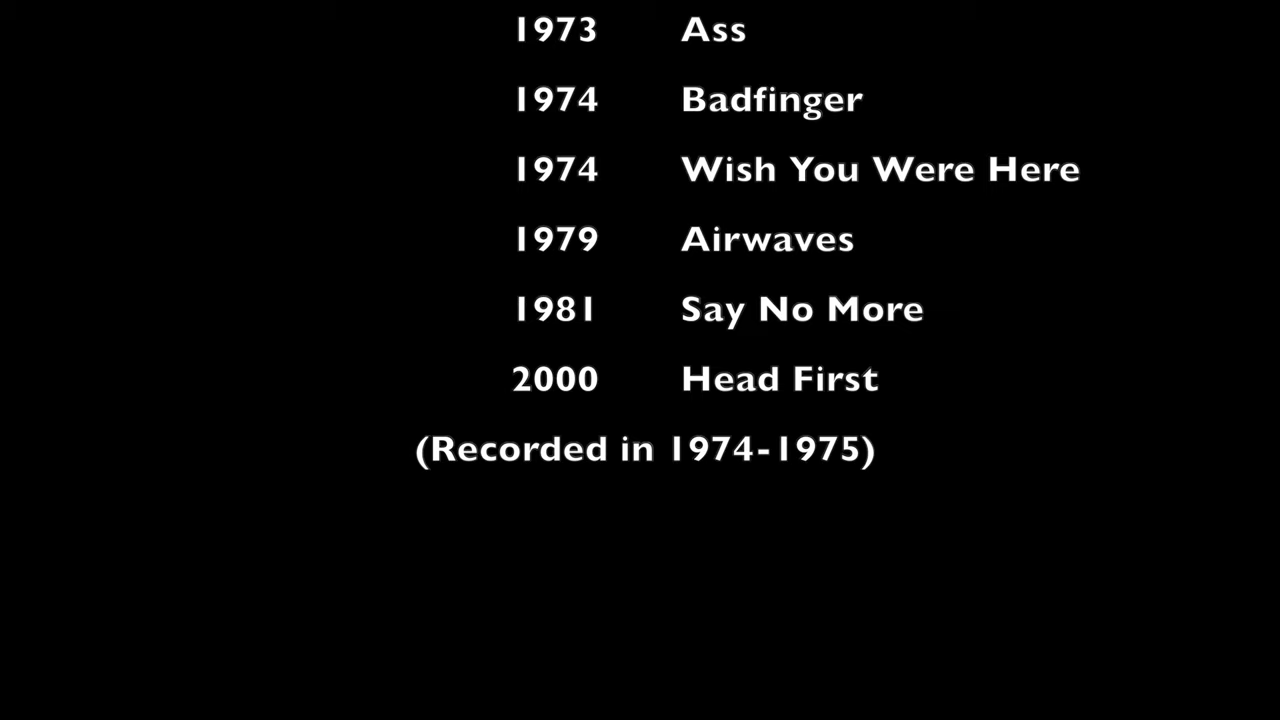 1973 Ass
1974 Badfinger
1974 Wish You Were Here
1979 Airwaves
1981 Say No More
2000 Head First
(Recorded in 1974-1975)